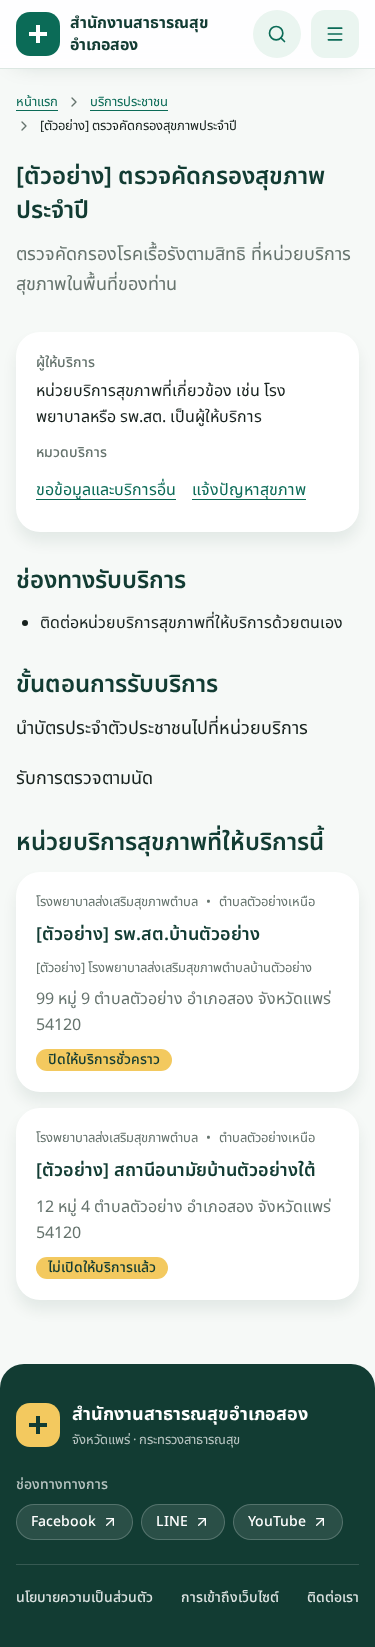 สำนักงานสาธารณสุข
อำเภอสอง
หน้าแรก
บริการประชาชน
[ตัวอย่าง] ตรวจคัดกรองสุขภาพประจำปี
[ตัวอย่าง] ตรวจคัดกรองสุขภาพ
ประจำปี
ตรวจคัดกรองโรคเรื้อรังตามสิทธิ ที่หน่วยบริการ
สุขภาพในพื้นที่ของท่าน
ผู้ให้บริการ
หน่วยบริการสุขภาพที่เกี่ยวข้อง เช่น โรง
พยาบาลหรือ รพ.สต. เป็นผู้ให้บริการ
หมวดบริการ
ขอข้อมูลและบริการอื่น แจ้งปัญหาสุขภาพ
ช่องทางรับบริการ
• ติดต่อหน่วยบริการสุขภาพที่ให้บริการด้วยตนเอง
ขั้นตอนการรับบริการ
นำบัตรประจำตัวประชาชนไปที่หน่วยบริการ
รับการตรวจตามนัด
หน่วยบริการสุขภาพที่ให้บริการนี้
โรงพยาบาลส่งเสริมสุขภาพตำบล • ตำบลตัวอย่างเหนือ
[ตัวอย่าง] รพ.สต.บ้านตัวอย่าง
[ตัวอย่าง] โรงพยาบาลส่งเสริมสุขภาพตำบลบ้านตัวอย่าง
99 หมู่ 9 ตำบลตัวอย่าง อำเภอสอง จังหวัดแพร่
54120
ปิดให้บริการชั่วคราว
โรงพยาบาลส่งเสริมสุขภาพตำบล • ตำบลตัวอย่างเหนือ
[ตัวอย่าง] สถานีอนามัยบ้านตัวอย่างใต้
12 หมู่ 4 ตำบลตัวอย่าง อำเภอสอง จังหวัดแพร่
54120
ไม่เปิดให้บริการแล้ว
สำนักงานสาธารณสุขอำเภอสอง
จังหวัดแพร่ · กระทรวงสาธารณสุข
ช่องทางทางการ
Facebook LINE YouTube
นโยบายความเป็นส่วนตัว การเข้าถึงเว็บไซต์ ติดต่อเรา